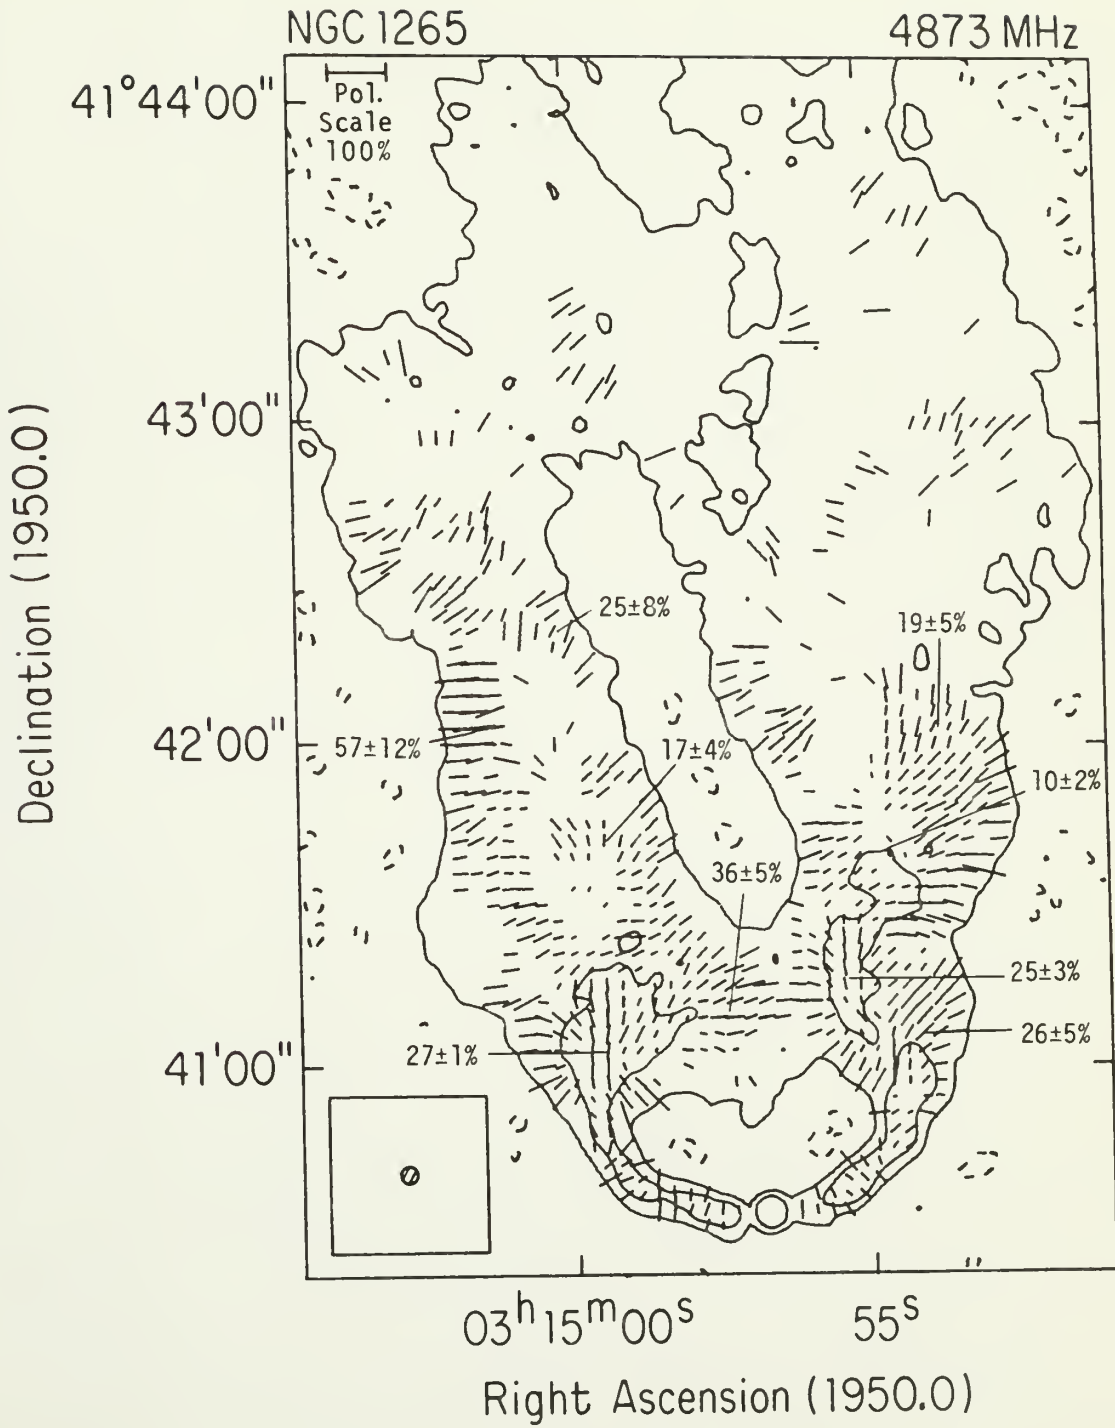 NGC 1265 4873 MHz
41°44'00"
Pol.
Scale
100%
43'00"
25±8%
19±5%
42'00"
57±12%
17±4%
10±2%
36±5%
25±3%
26±5%
27±1%
41'00"
03h15m00s 55s
Right Ascension (1950.0)
Declination (1950.0)